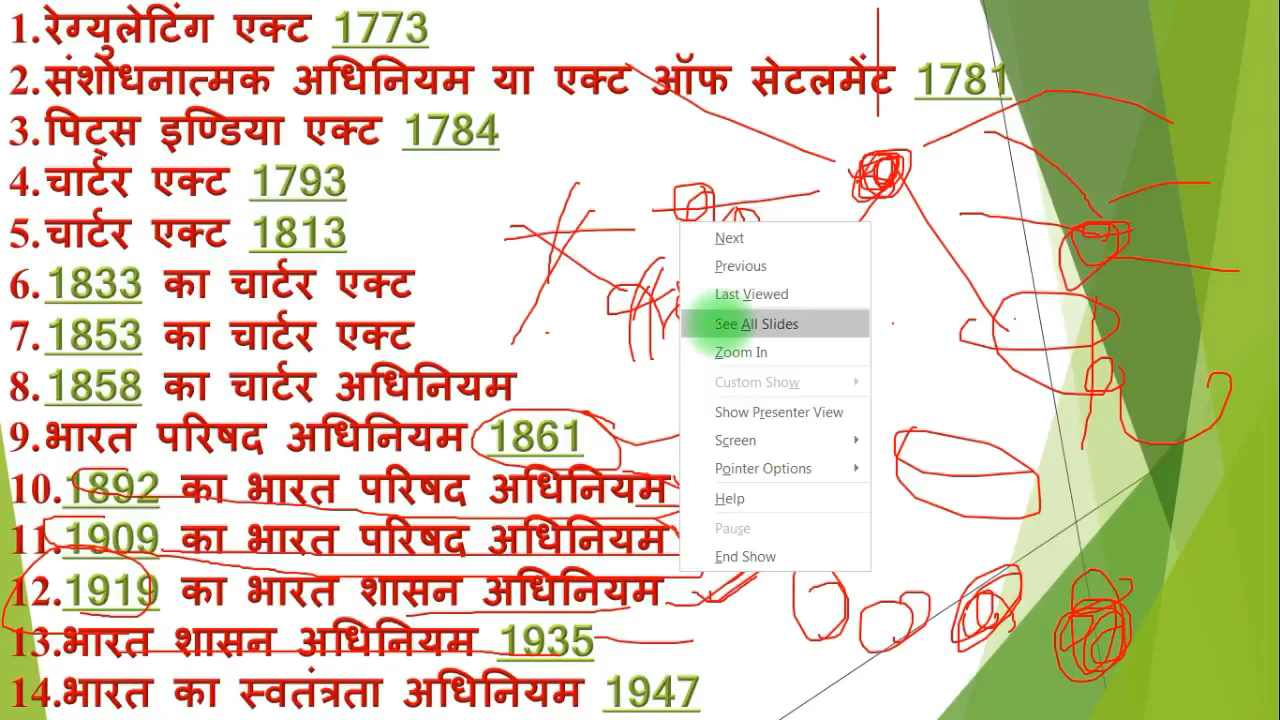 1.रेग्युलेटिंग एक्ट 1773
2.संशोधनात्मक अधिनियम या एक्ट ऑफ सेटलमेंट 1781
3.पिट्स इण्डिया एक्ट 1784
4.चार्टर एक्ट 1793
5.चार्टर एक्ट 1813
6.1833 का चार्टर एक्ट
7.1853 का चार्टर एक्ट
8.1858 का चार्टर अधिनियम
9.भारत परिषद अधिनियम 1861
10.1892 का भारत परिषद अधिनियम
11.1909 का भारत परिषद अधिनियम
12.1919 का भारत शासन अधिनियम
13.भारत शासन अधिनियम 1935
14.भारत का स्वतंत्रता अधिनियम 1947
Next
Previous
Last Viewed
See All Slides
Zoom In
Custom Show
Show Presenter View
Screen
Pointer Options
Help
Pause
End Show